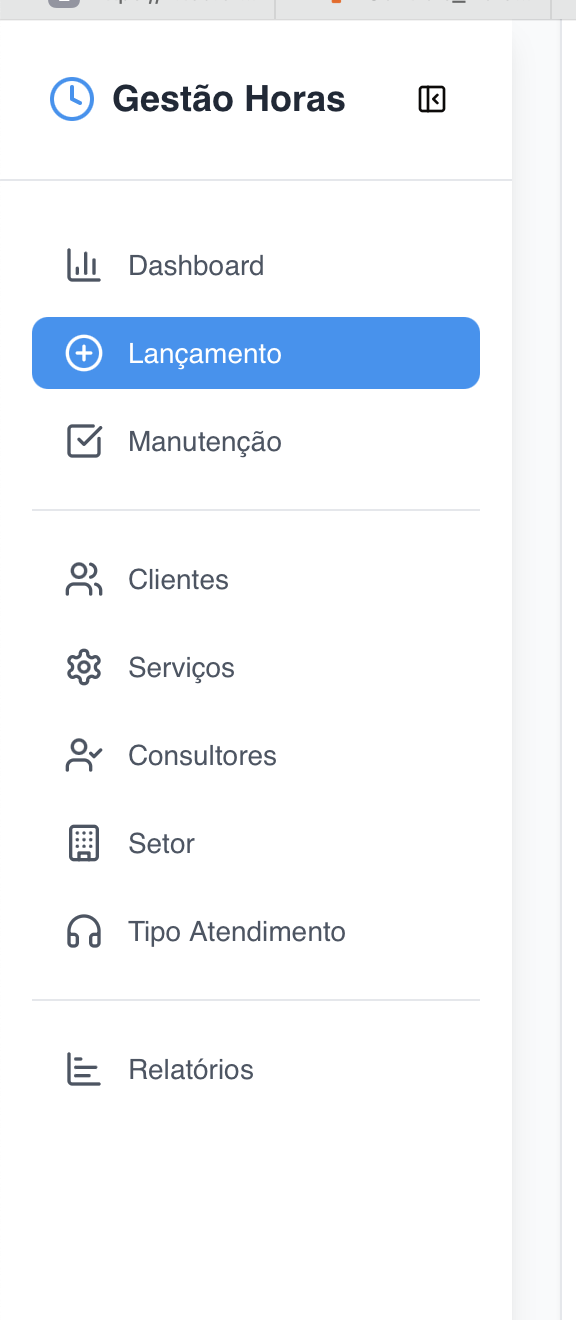 Gestão Horas
Dashboard
Lançamento
Manutenção
Clientes
Serviços
Consultores
Setor
Tipo Atendimento
Relatórios